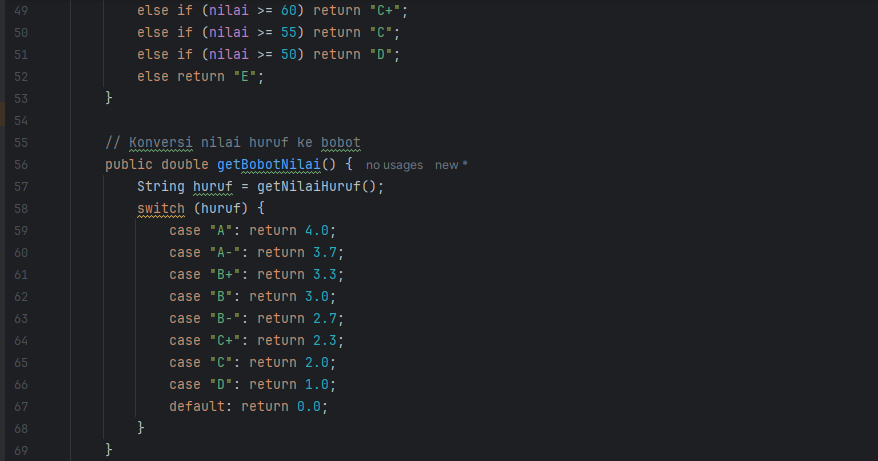 49 else if (nilai >= 60) return "C+";
50 else if (nilai >= 55) return "C";
51 else if (nilai >= 50) return "D";
52 else return "E";
53 }
54
55 // Konversi nilai huruf ke bobot
56 public double getBobotNilai() { no usages new *
57 String huruf = getNilaiHuruf();
58 switch (huruf) {
59 case "A": return 4.0;
60 case "A-": return 3.7;
61 case "B+": return 3.3;
62 case "B": return 3.0;
63 case "B-": return 2.7;
64 case "C+": return 2.3;
65 case "C": return 2.0;
66 case "D": return 1.0;
67 default: return 0.0;
68 }
69 }